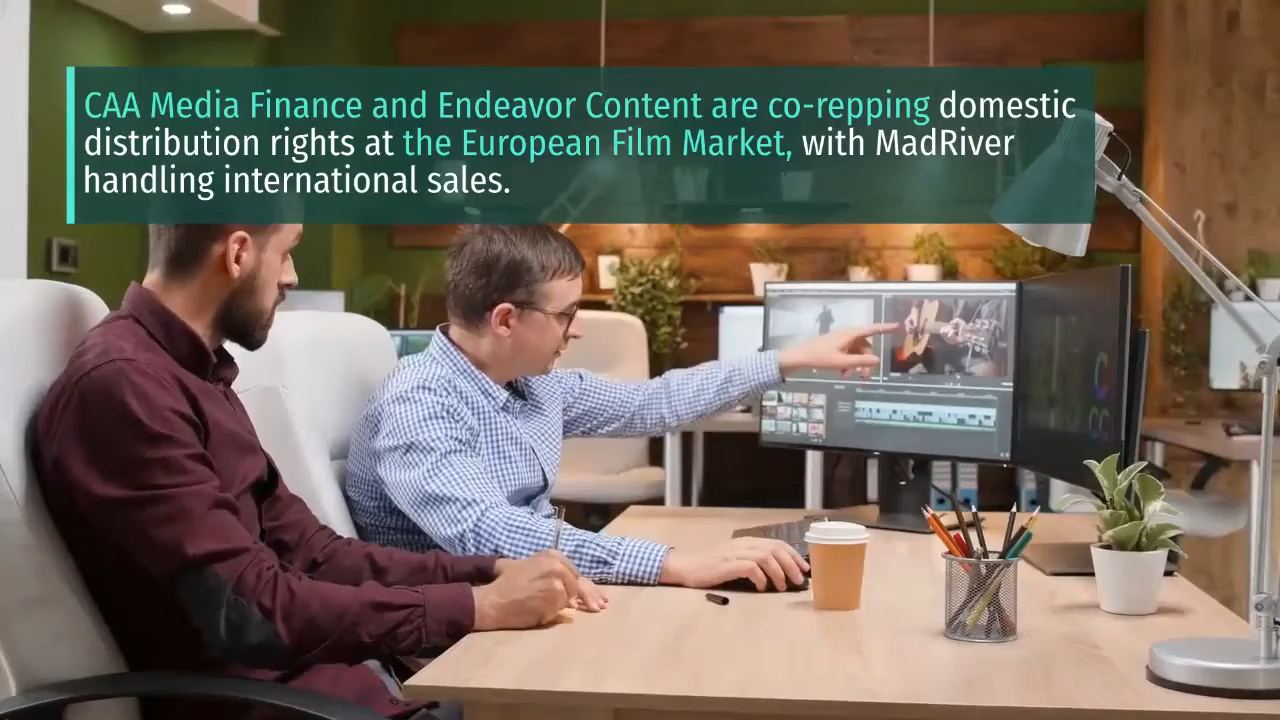 CAA Media Finance and Endeavor Content are co-repping domestic
distribution rights at the European Film Market, with MadRiver
handling international sales.